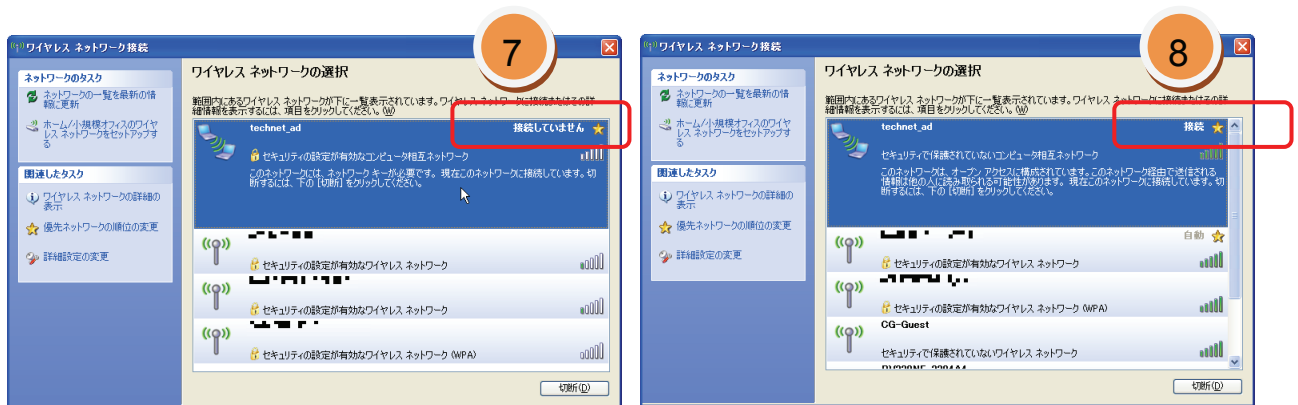 7
ワイヤレス ネットワーク接続
ネットワークのタスク
ネットワークの一覧を最新の情
報に更新
ホーム/小規模オフィスのワイヤ
レス ネットワークをセットアップす
る
関連したタスク
ワイヤレス ネットワークの詳細の
表示
優先ネットワークの順位の変更
詳細設定の変更
ワイヤレス ネットワークの選択
範囲内にあるワイヤレス ネットワークが下に一覧表示されています。ワイヤレス ネットワークに接続またはその詳
細情報を表示するには、項目をクリックしてください。(W)
technet_ad 接続していません
セキュリティの設定が有効なコンピュータ相互ネットワーク
このネットワークには、ネットワーク キーが必要です。現在このネットワークに接続しています。切
断するには、下の [切断] をクリックしてください。
セキュリティの設定が有効なワイヤレス ネットワーク
セキュリティの設定が有効なワイヤレス ネットワーク
セキュリティの設定が有効なワイヤレス ネットワーク (WPA)
切断(D)
8
ワイヤレス ネットワーク接続
ネットワークのタスク
ネットワークの一覧を最新の情
報に更新
ホーム/小規模オフィスのワイヤ
レス ネットワークをセットアップす
る
関連したタスク
ワイヤレス ネットワークの詳細の
表示
優先ネットワークの順位の変更
詳細設定の変更
ワイヤレス ネットワークの選択
範囲内にあるワイヤレス ネットワークが下に一覧表示されています。ワイヤレス ネットワークに接続またはその詳
細情報を表示するには、項目をクリックしてください。(W)
technet_ad 接続
セキュリティで保護されていないコンピュータ相互ネットワーク
このネットワークは、オープン アクセスに構成されています。このネットワーク経由で送信される
情報は他の人に読み取られる可能性があります。現在このネットワークに接続しています。切
断するには、下の [切断] をクリックしてください。
自動
セキュリティの設定が有効なワイヤレス ネットワーク
セキュリティの設定が有効なワイヤレス ネットワーク (WPA)
CG-Guest
セキュリティで保護されていないワイヤレス ネットワーク
切断(D)